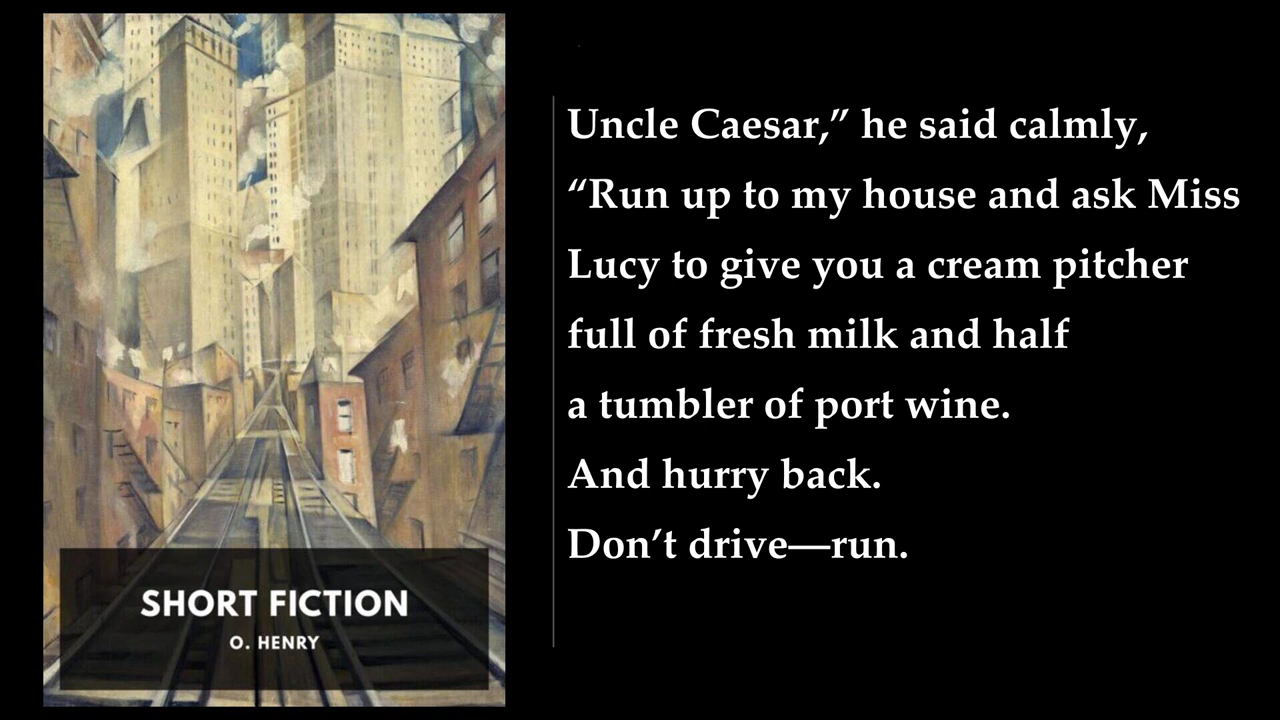 SHORT FICTION
O. HENRY
Uncle Caesar,” he said calmly,
“Run up to my house and ask Miss
Lucy to give you a cream pitcher
full of fresh milk and half
a tumbler of port wine.
And hurry back.
Don’t drive—run.